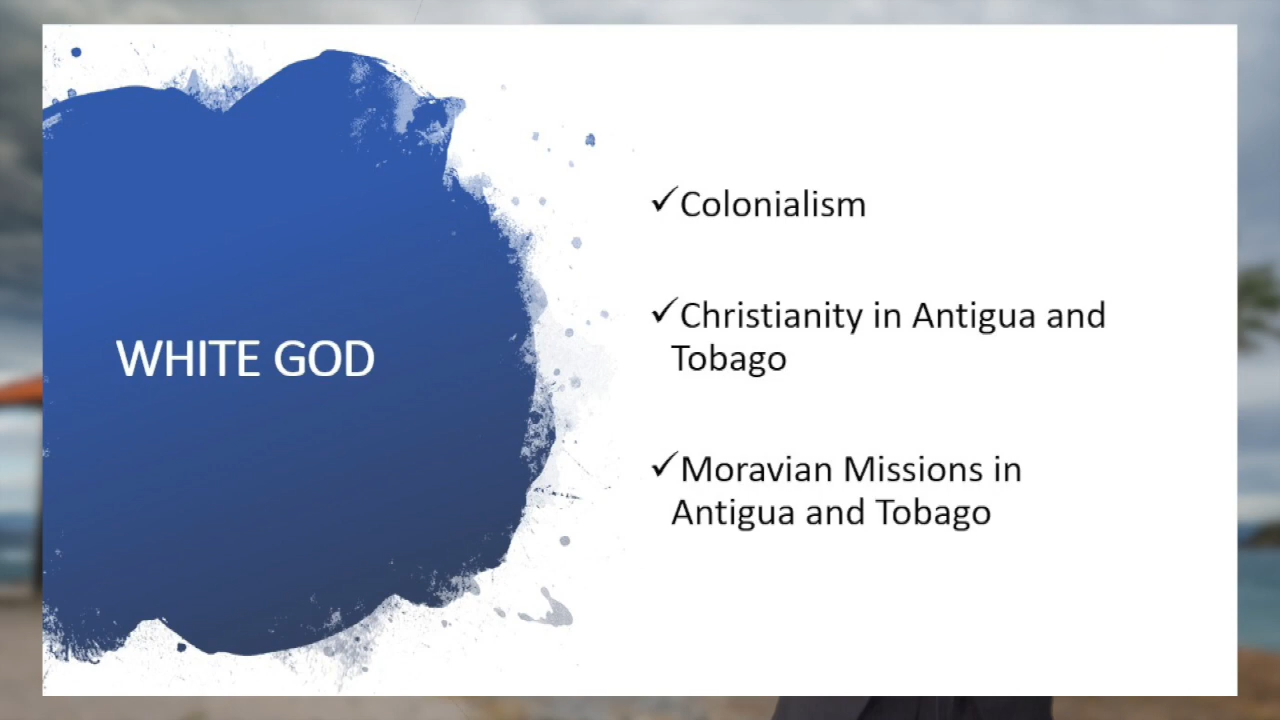 WHITE GOD
✓Colonialism
✓Christianity in Antigua and
Tobago
✓Moravian Missions in
Antigua and Tobago